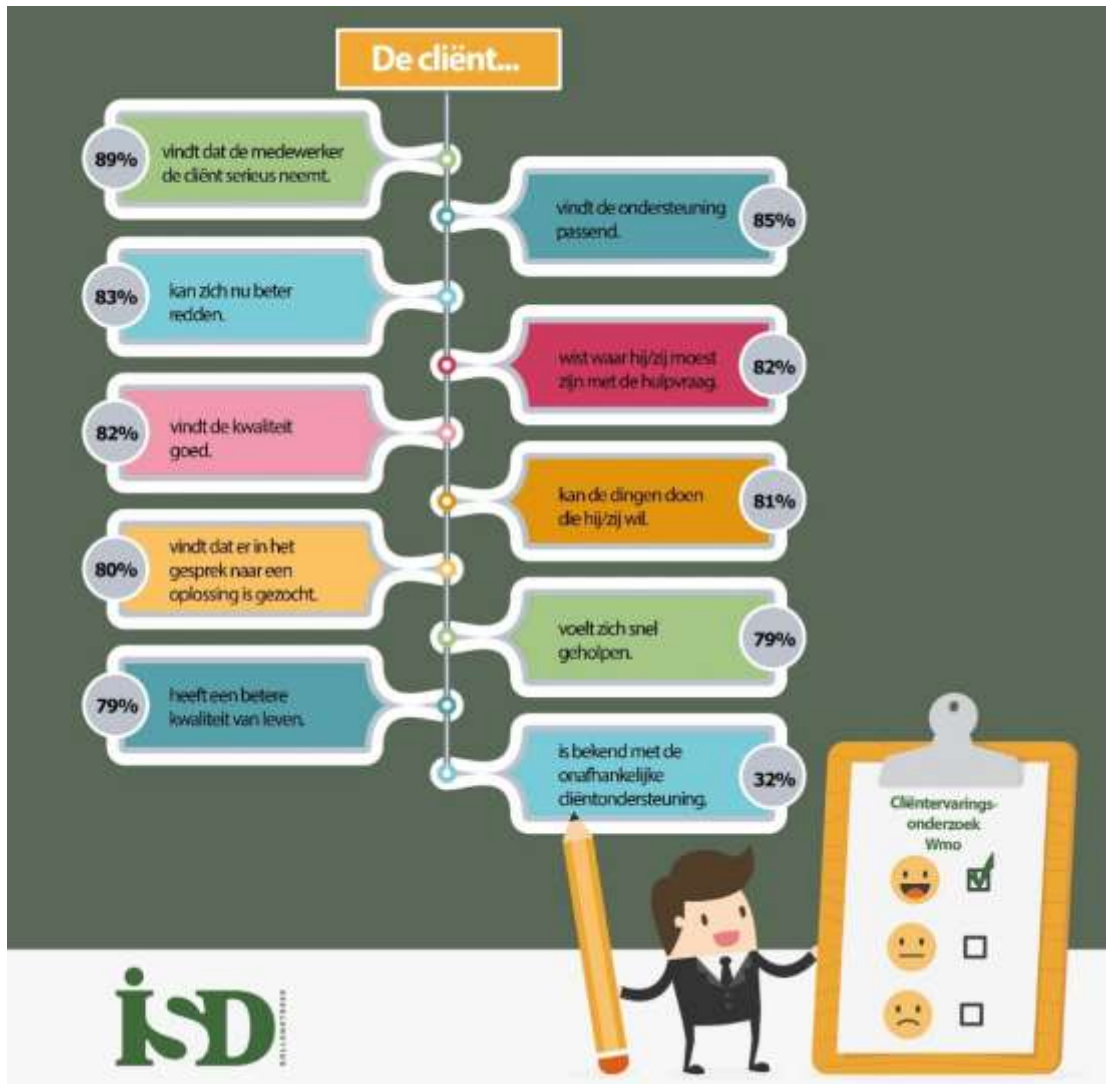 De cliënt...
89%
vindt dat de medewerker
de cliënt serieus neemt.
vindt de ondersteuning
passend.
85%
83%
kan zich nu beter
redden.
wist waar hij/zij moest
zijn met de hulpvraag.
82%
82%
vindt de kwaliteit
goed.
kan de dingen doen
die hij/zij wil.
81%
80%
vindt dat er in het
gesprek naar een
oplossing is gezocht.
voelt zich snel
geholpen.
79%
79%
heeft een betere
kwaliteit van leven.
is bekend met de
onafhankelijke
cliëntondersteuning.
32%
Cliëntervarings-
onderzoek
Wmo
ISD
BOLLENSTREEK